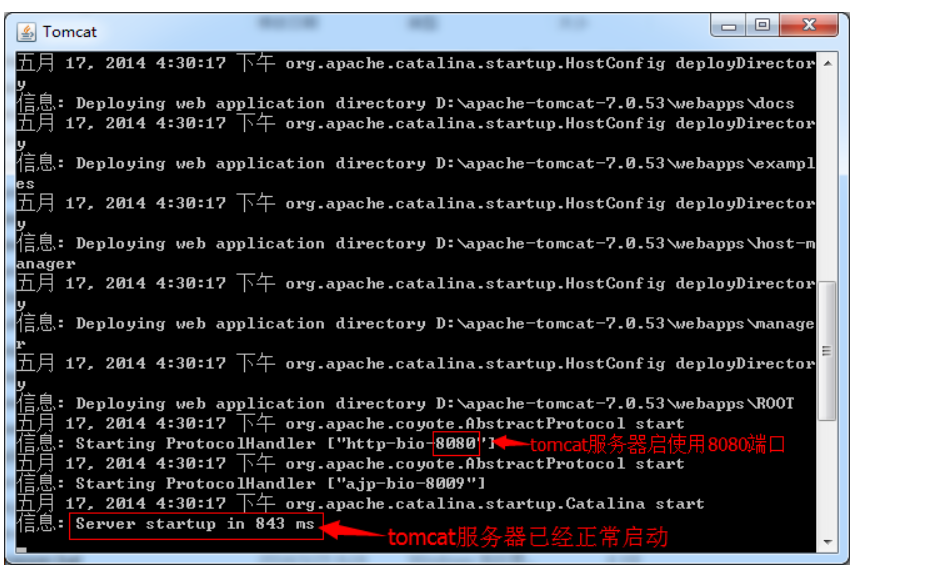 Tomcat
五月 17, 2014 4:30:17 下午 org.apache.catalina.startup.HostConfig deployDirector
y
信息: Deploying web application directory D:\apache-tomcat-7.0.53\webapps\docs
五月 17, 2014 4:30:17 下午 org.apache.catalina.startup.HostConfig deployDirector
y
信息: Deploying web application directory D:\apache-tomcat-7.0.53\webapps\exampl
es
五月 17, 2014 4:30:17 下午 org.apache.catalina.startup.HostConfig deployDirector
y
信息: Deploying web application directory D:\apache-tomcat-7.0.53\webapps\host-m
anager
五月 17, 2014 4:30:17 下午 org.apache.catalina.startup.HostConfig deployDirector
y
信息: Deploying web application directory D:\apache-tomcat-7.0.53\webapps\manage
r
五月 17, 2014 4:30:17 下午 org.apache.catalina.startup.HostConfig deployDirector
y
信息: Deploying web application directory D:\apache-tomcat-7.0.53\webapps\ROOT
五月 17, 2014 4:30:17 下午 org.apache.coyote.AbstractProtocol start
信息: Starting ProtocolHandler ["http-bio-8080"] tomcat服务器启使用8080端口
五月 17, 2014 4:30:17 下午 org.apache.coyote.AbstractProtocol start
信息: Starting ProtocolHandler ["ajp-bio-8009"]
五月 17, 2014 4:30:17 下午 org.apache.catalina.startup.Catalina start
信息: Server startup in 843 ms
tomcat服务器已经正常启动